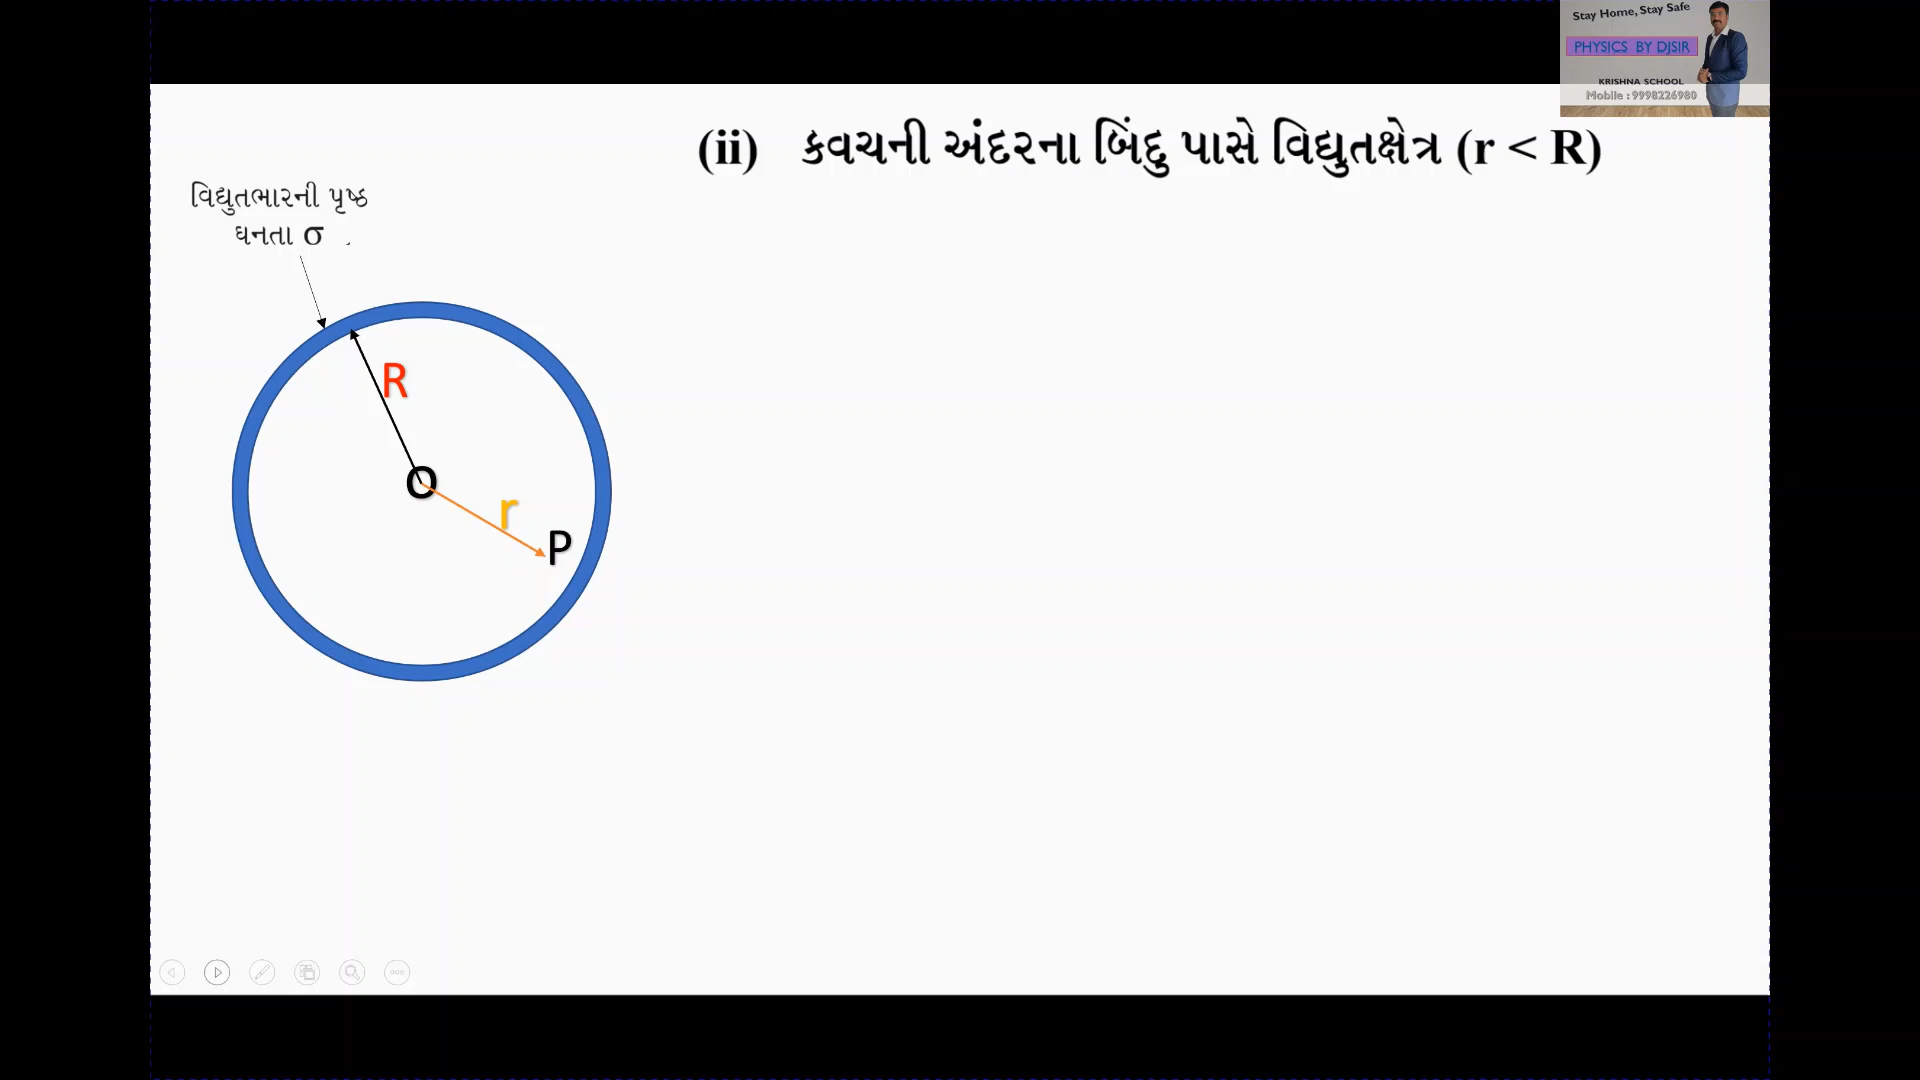 Stay Home, Stay Safe
PHYSICS BY DJSIR
KRISHNA SCHOOL
Mobile : 9998226980
(ii) કવચની અંદરના બિંદુ પાસે વિદ્યુતક્ષેત્ર (r < R)
વિદ્યુતભારની પૃષ્ઠ
ઘનતા σ
R
O
r
P